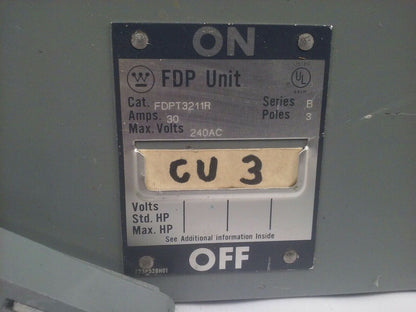 ON
FDP Unit
Cat. FDPT3211R Series B
Amps. 30 Poles 3
Max. Volts 240AC
CU 3
Volts
Std. HP
Max. HP
See Additional Information Inside
OFF